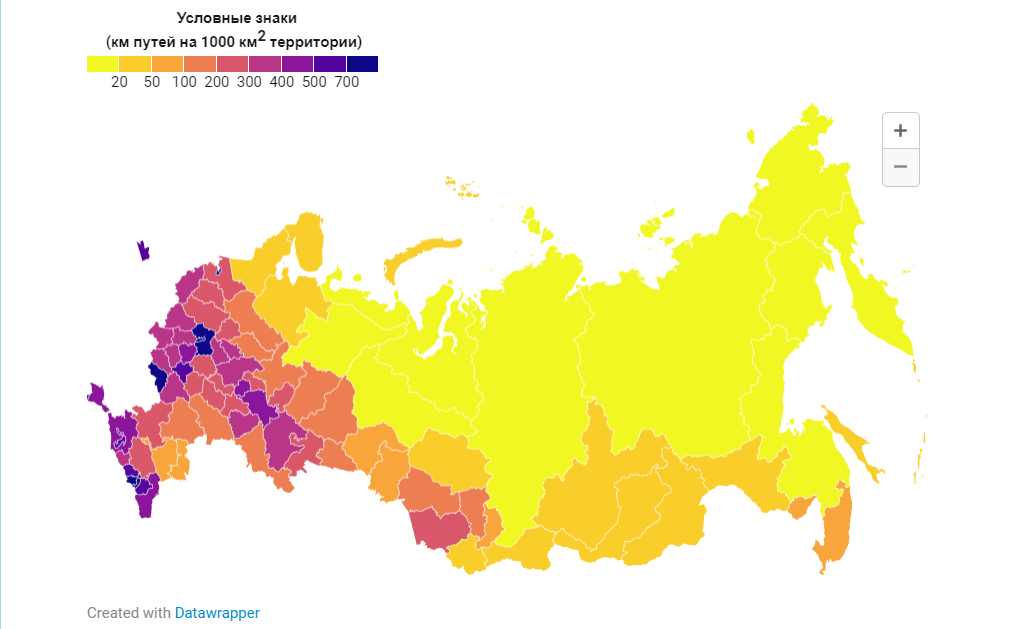 Условные знаки
(км путей на 1000 км² территории)
20 50 100 200 300 400 500 700
+
−
Created with Datawrapper